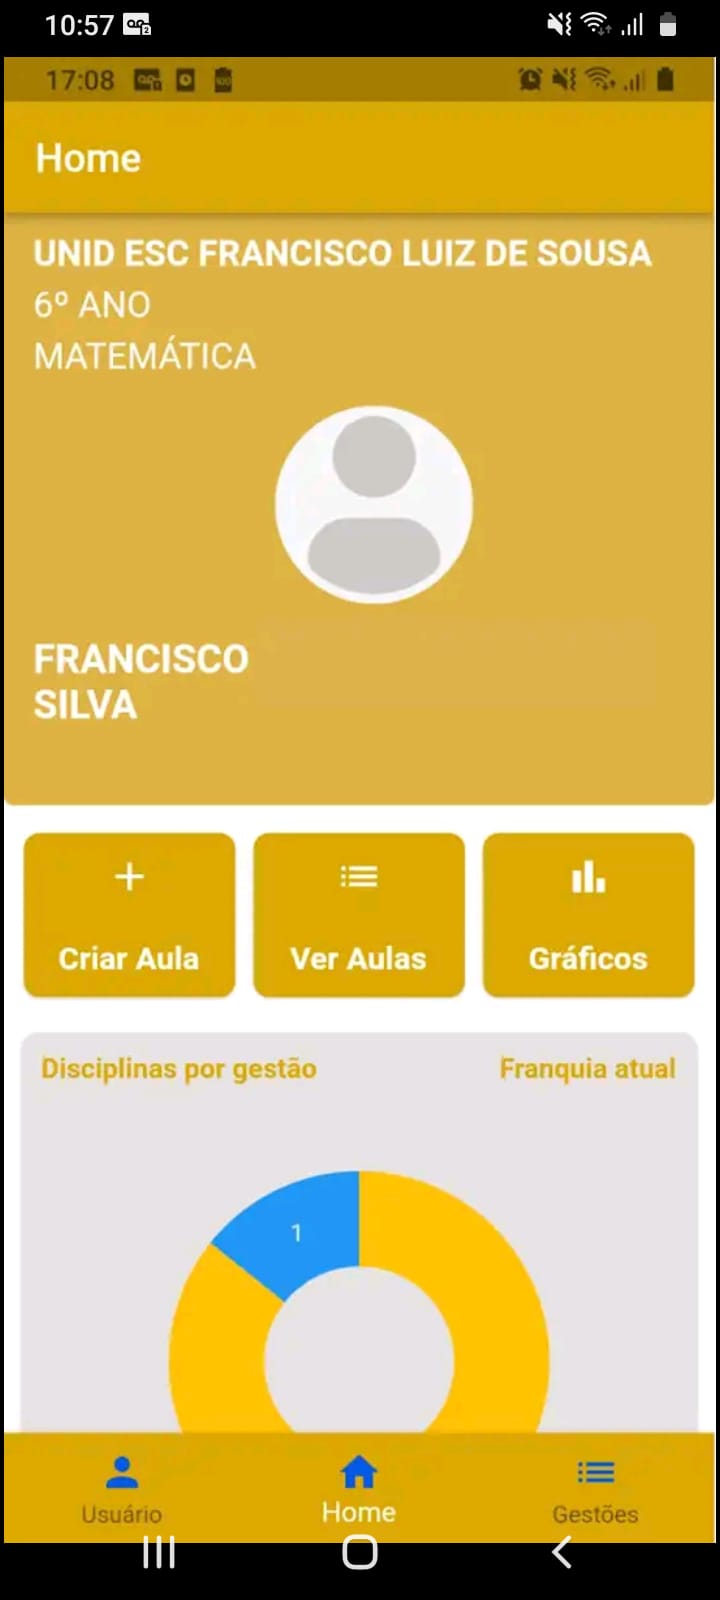 10:57
17:08
Home
UNID ESC FRANCISCO LUIZ DE SOUSA
6º ANO
MATEMÁTICA
FRANCISCO
SILVA
Criar Aula
Ver Aulas
Gráficos
Disciplinas por gestão
Franquia atual
1
Usuário
Home
Gestões